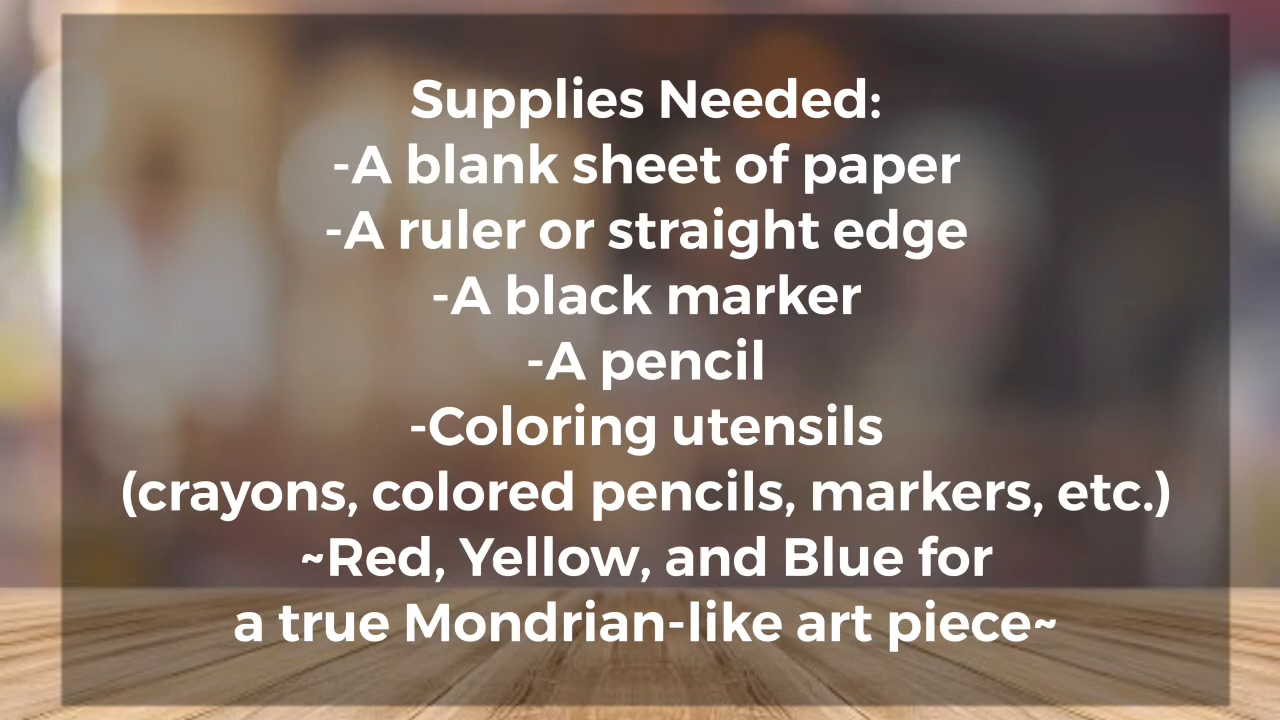 Supplies Needed:
-A blank sheet of paper
-A ruler or straight edge
-A black marker
-A pencil
-Coloring utensils
(crayons, colored pencils, markers, etc.)
~Red, Yellow, and Blue for
a true Mondrian-like art piece~